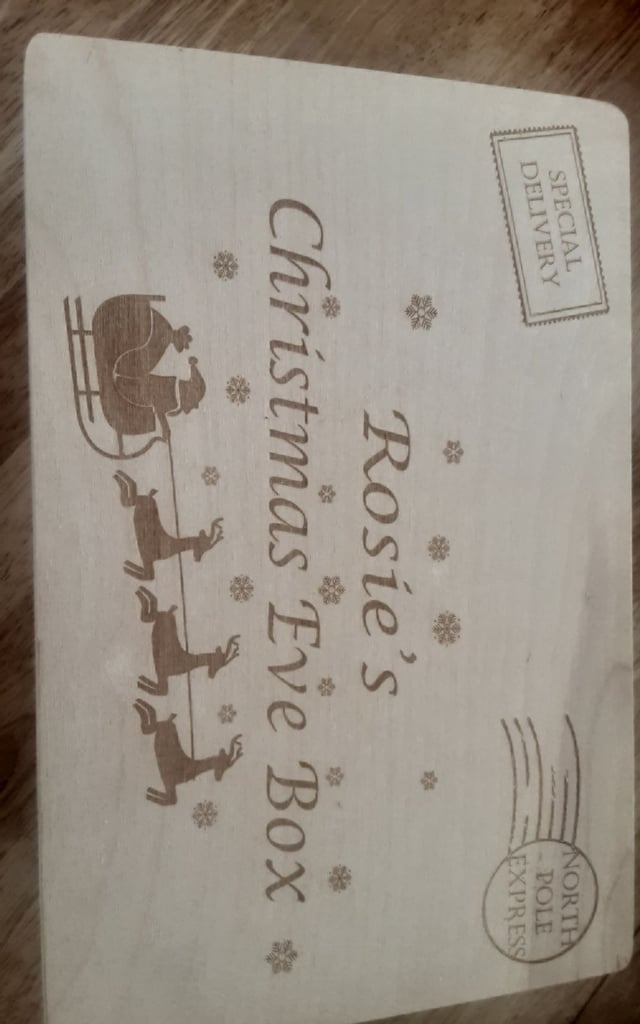 SPECIAL
DELIVERY
NORTH
POLE
EXPRESS
Rosie's
Christmas Eve Box